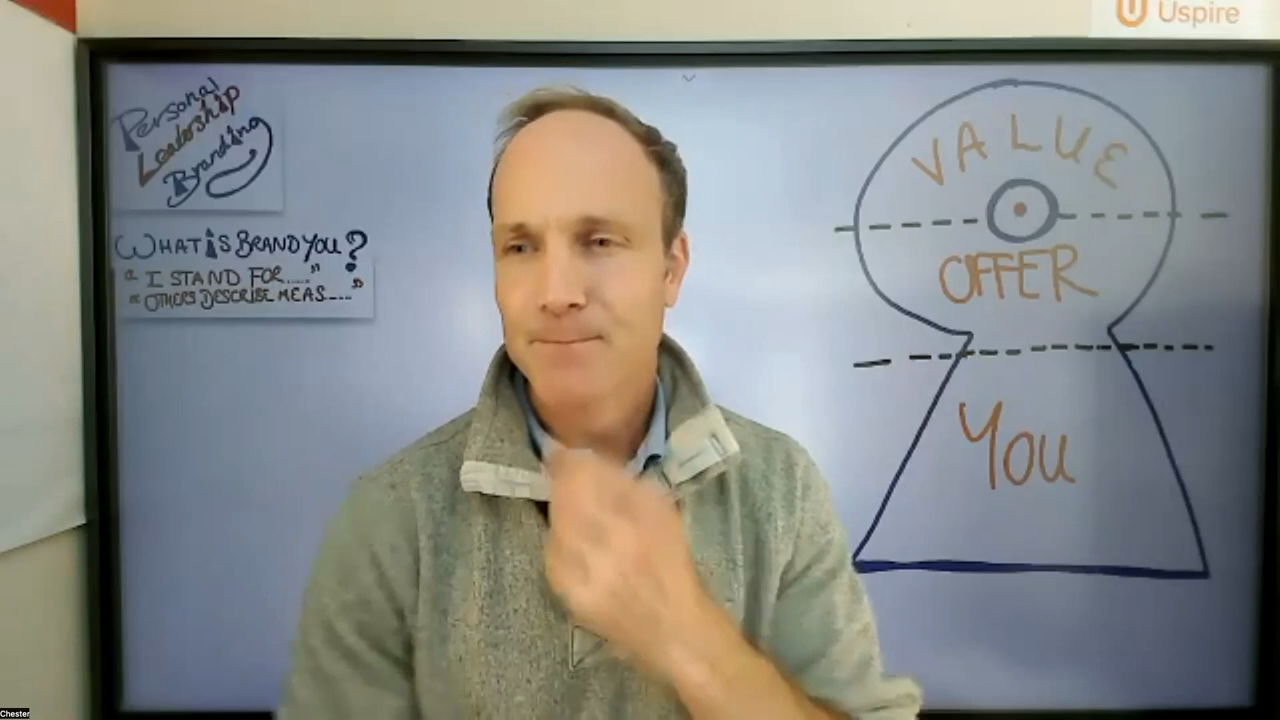 Uspire
Personal
Leadership
Branding
WHAT iS BRAND YOU?
" I STAND FOR....."
" OTHERS DESCRIBE ME AS....."
VALUE
OFFER
YOU
Chester